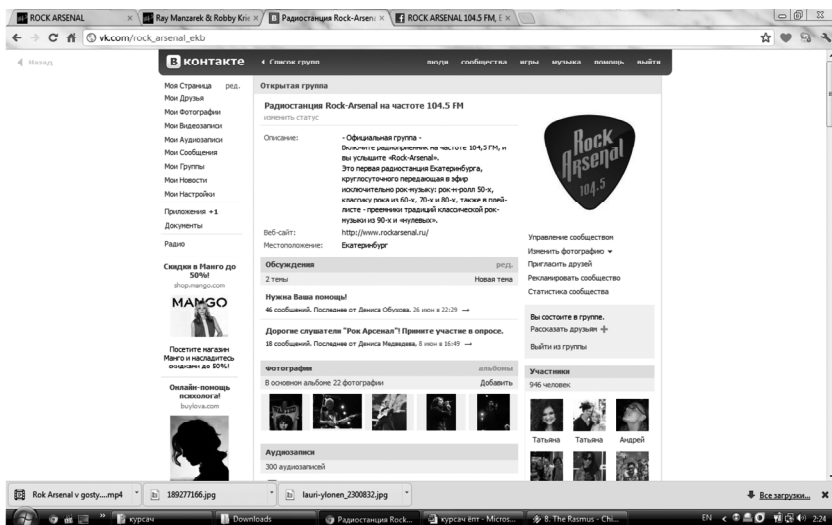 ROCK ARSENAL
Ray Manzarek & Robby Krie
Радиостанция Rock-Arsena
ROCK ARSENAL 104.5 FM, E
vk.com/rock_arsenal_ekb
Назад
В контакте
Список групп
люди сообщества игры музыка помощь выйти
Моя Страница ред.
Мои Друзья
Мои Фотографии
Мои Видеозаписи
Мои Аудиозаписи
Мои Сообщения
Мои Группы
Мои Новости
Мои Настройки
Приложения +1
Документы
Радио
Скидки в Манго до
50%!
shop.mango.com
MANGO
Посетите магазин
Манго и насладитесь
скидками до 50%!
Онлайн-помощь
психолога!
buylova.com
Открытая группа
Радиостанция Rock-Arsenal на частоте 104.5 FM
изменить статус
Описание: - Официальная группа -
Включите радиоприемник на частоте 104,5 FM, и
вы услышите «Rock-Arsenal».
Это первая радиостанция Екатеринбурга,
круглосуточного передающая в эфир
исключительно рок-музыку: рок-н-ролл 50-х,
классику рока из 60-х, 70-х и 80-х, также в плей-
листе - преемники традиций классической рок-
музыки из 90-х и «нулевых».
Веб-сайт: http://www.rockarsenal.ru/
Местоположение: Екатеринбург
Обсуждения ред.
2 темы Новая тема
Нужна Ваша помощь!
46 сообщений. Последнее от Дениса Обухова, 26 июн в 22:29 →
Дорогие слушатели "Рок Арсенал"! Примите участие в опросе.
18 сообщений. Последнее от Дениса Медведева, 8 июн в 16:49 →
Фотографии альбомы
В основном альбоме 22 фотографии Добавить
Аудиозаписи
300 аудиозаписей
Rock
Arsenal
104.5
Управление сообществом
Изменить фотографию
Пригласить друзей
Рекламировать сообщество
Статистика сообщества
Вы состоите в группе.
Рассказать друзьям
Выйти из группы
Участники
946 человек
Татьяна Татьяна Андрей
Rok Arsenal v gosty....mp4
189277166.jpg
lauri-ylonen_2300832.jpg
Все загрузки...
курсач
Downloads
Радиостанция Rock...
курсач ёпт - Micros...
8. The Rasmus - Chi...
EN
2:24